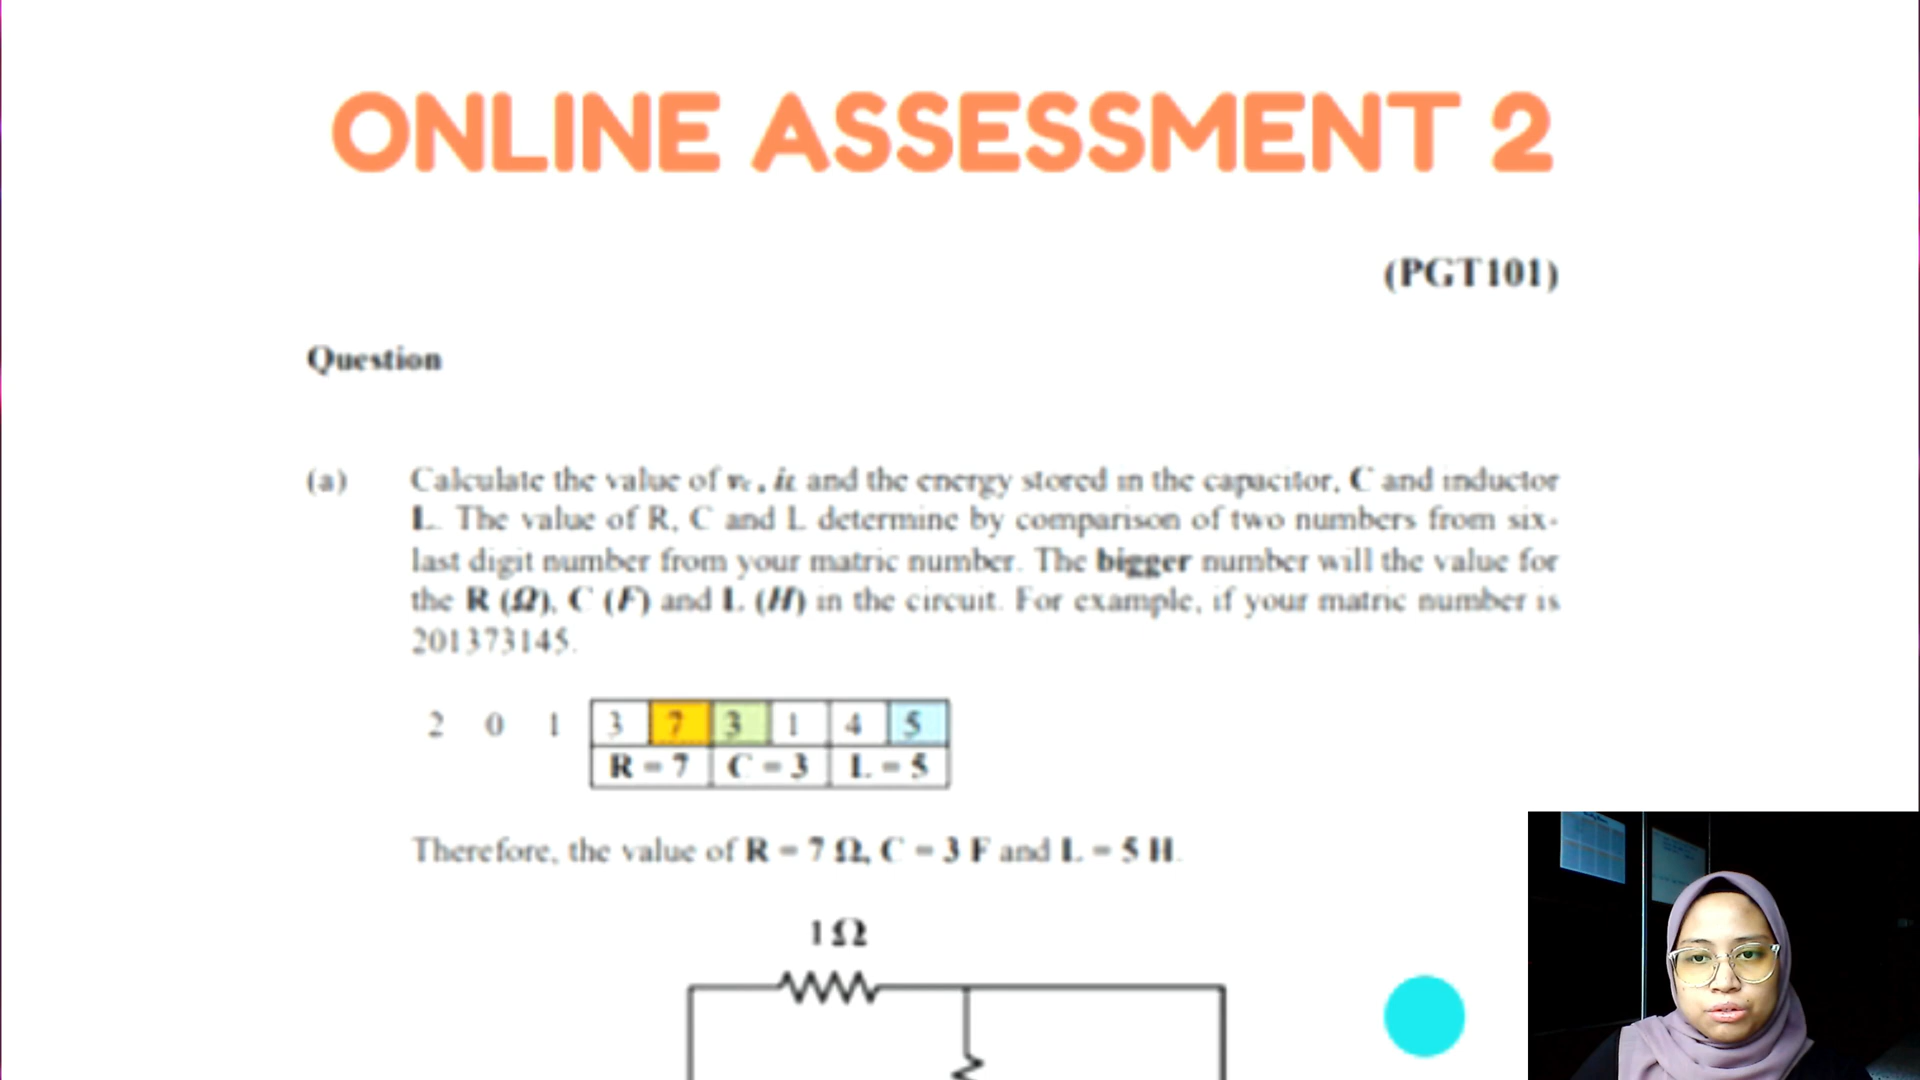 ONLINE ASSESSMENT 2
(PGT101)
Question
(a) Calculate the value of vc, iL and the energy stored in the capacitor, C and inductor
L. The value of R, C and L determine by comparison of two numbers from six-
last digit number from your matric number. The bigger number will the value for
the R (Ω), C (F) and L (H) in the circuit. For example, if your matric number is
201373145.
2 0 1 3 7 3 1 4 5
R = 7 C = 3 L = 5
Therefore, the value of R = 7 Ω, C = 3 F and L = 5 H.
1 Ω